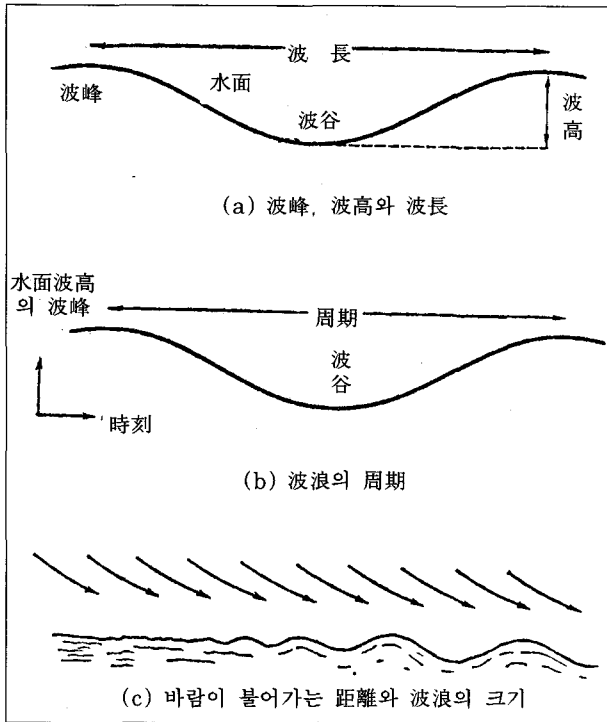 波 長
波峰
水面
波谷
波
高
(a) 波峰, 波高와 波長
水面波高
의 波峰
周期
波
谷
時刻
(b) 波浪의 周期
(c) 바람이 불어가는 距離와 波浪의 크기